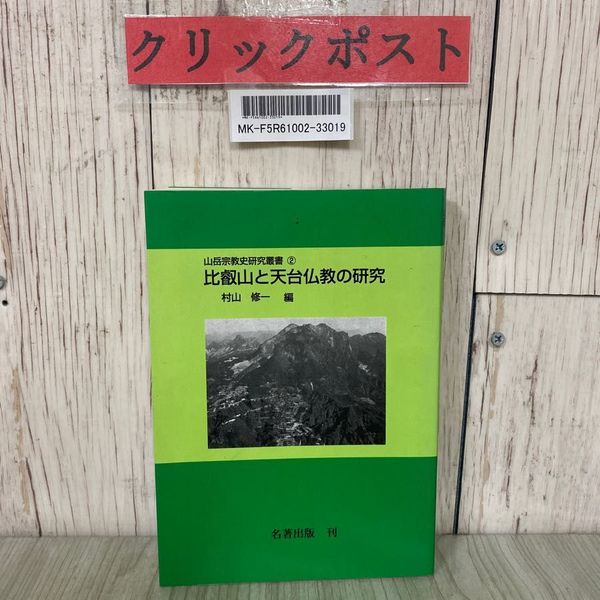 クリックポスト
MK-F5R61002-33019
山岳宗教史研究叢書 ②
比叡山と天台仏教の研究
村山 修一 編
名著出版 刊